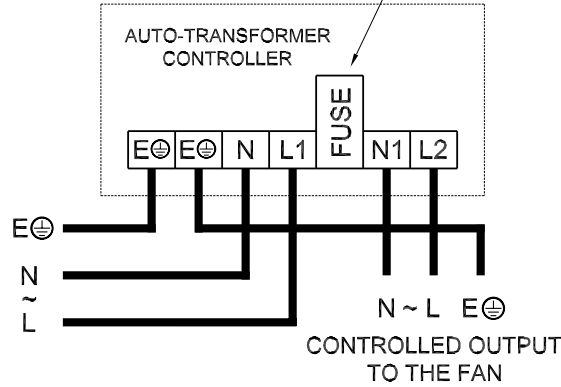 AUTO-TRANSFORMER
CONTROLLER
E⏚ E⏚ N L1 FUSE N1 L2
E⏚
N
~
L
N ~ L E⏚
CONTROLLED OUTPUT
TO THE FAN